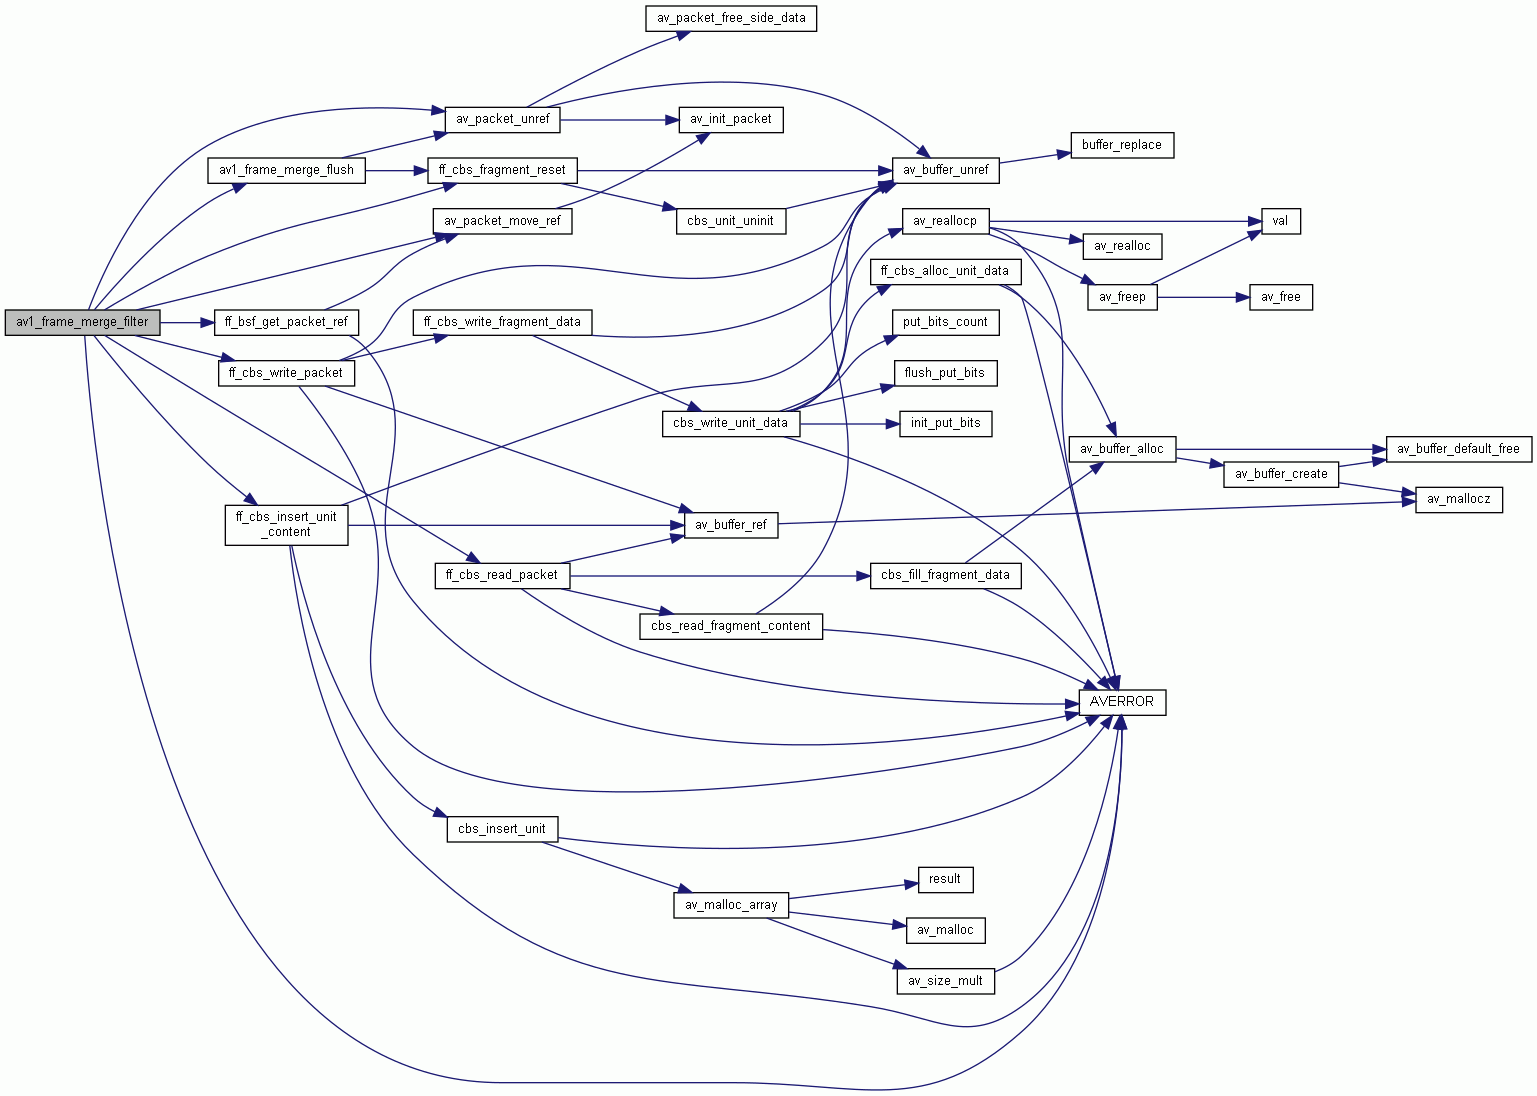 av_packet_free_side_data
av_packet_unref
av_init_packet
buffer_replace
av1_frame_merge_flush
ff_cbs_fragment_reset
av_buffer_unref
av_packet_move_ref
cbs_unit_uninit
av_reallocp
val
av_realloc
ff_cbs_alloc_unit_data
av_freep
av_free
av1_frame_merge_filter
ff_bsf_get_packet_ref
ff_cbs_write_fragment_data
put_bits_count
ff_cbs_write_packet
flush_put_bits
cbs_write_unit_data
init_put_bits
av_buffer_alloc
av_buffer_default_free
av_buffer_create
av_mallocz
ff_cbs_insert_unit
_content
av_buffer_ref
ff_cbs_read_packet
cbs_fill_fragment_data
cbs_read_fragment_content
AVERROR
cbs_insert_unit
result
av_malloc_array
av_malloc
av_size_mult